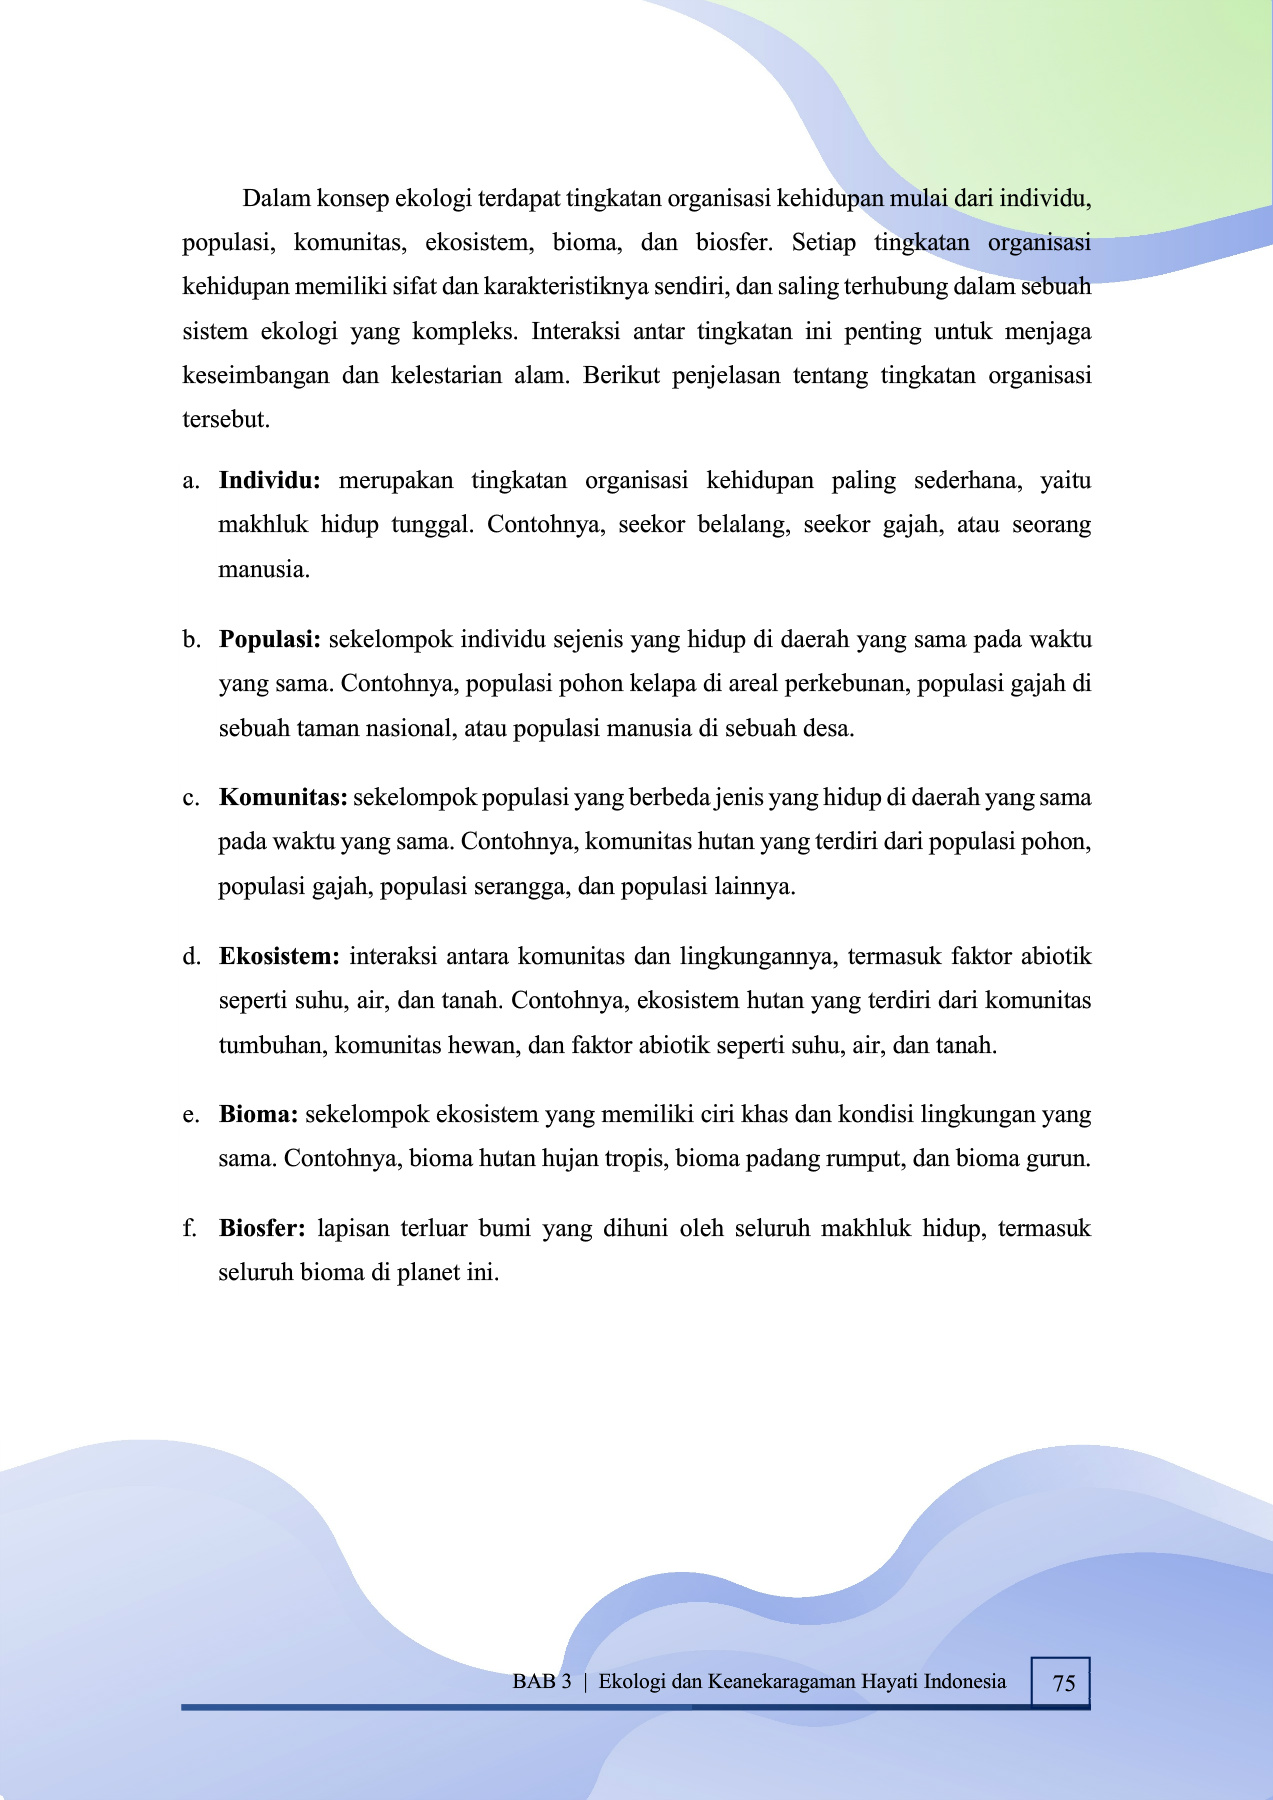 Dalam konsep ekologi terdapat tingkatan organisasi kehidupan mulai dari individu,
populasi, komunitas, ekosistem, bioma, dan biosfer. Setiap tingkatan organisasi
kehidupan memiliki sifat dan karakteristiknya sendiri, dan saling terhubung dalam sebuah
sistem ekologi yang kompleks. Interaksi antar tingkatan ini penting untuk menjaga
keseimbangan dan kelestarian alam. Berikut penjelasan tentang tingkatan organisasi
tersebut.
a. Individu: merupakan tingkatan organisasi kehidupan paling sederhana, yaitu
makhluk hidup tunggal. Contohnya, seekor belalang, seekor gajah, atau seorang
manusia.
b. Populasi: sekelompok individu sejenis yang hidup di daerah yang sama pada waktu
yang sama. Contohnya, populasi pohon kelapa di areal perkebunan, populasi gajah di
sebuah taman nasional, atau populasi manusia di sebuah desa.
c. Komunitas: sekelompok populasi yang berbeda jenis yang hidup di daerah yang sama
pada waktu yang sama. Contohnya, komunitas hutan yang terdiri dari populasi pohon,
populasi gajah, populasi serangga, dan populasi lainnya.
d. Ekosistem: interaksi antara komunitas dan lingkungannya, termasuk faktor abiotik
seperti suhu, air, dan tanah. Contohnya, ekosistem hutan yang terdiri dari komunitas
tumbuhan, komunitas hewan, dan faktor abiotik seperti suhu, air, dan tanah.
e. Bioma: sekelompok ekosistem yang memiliki ciri khas dan kondisi lingkungan yang
sama. Contohnya, bioma hutan hujan tropis, bioma padang rumput, dan bioma gurun.
f. Biosfer: lapisan terluar bumi yang dihuni oleh seluruh makhluk hidup, termasuk
seluruh bioma di planet ini.
BAB 3 | Ekologi dan Keanekaragaman Hayati Indonesia 75